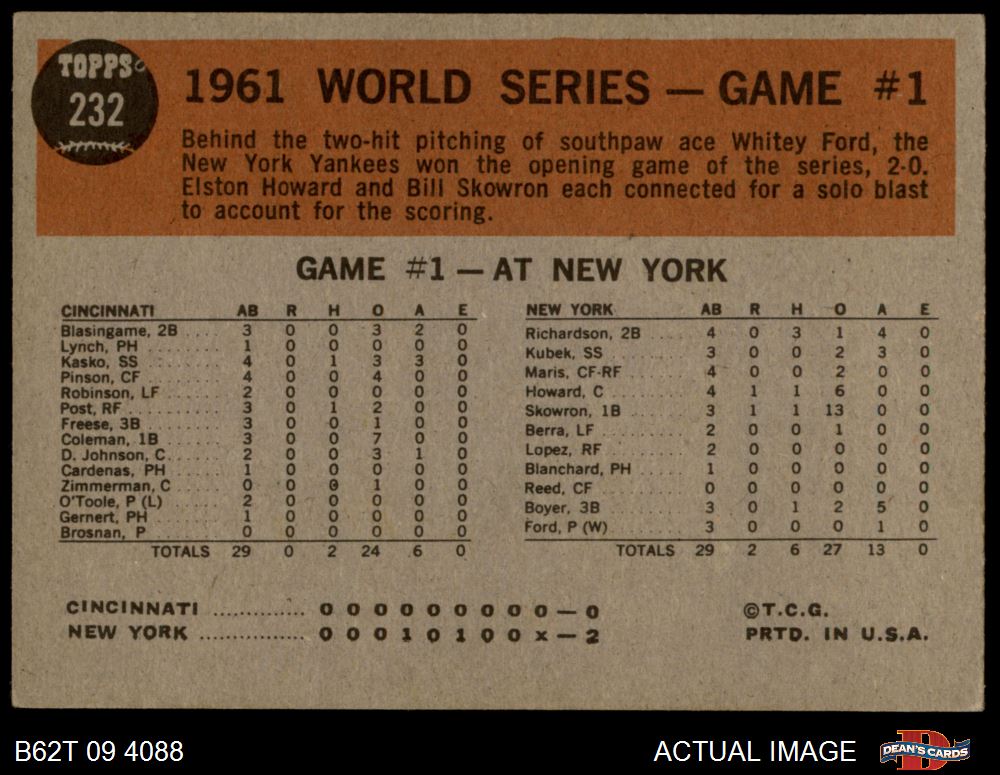 TOPPS
232
1961 WORLD SERIES — GAME #1
Behind the two-hit pitching of southpaw ace Whitey Ford, the
New York Yankees won the opening game of the series, 2-0.
Elston Howard and Bill Skowron each connected for a solo blast
to account for the scoring.
GAME #1 — AT NEW YORK
CINCINNATI AB R H O A E
Blasingame, 2B .... 3 0 0 3 2 0
Lynch, PH ........ 1 0 0 0 0 0
Kasko, SS ........ 4 0 1 3 3 0
Pinson, CF ....... 4 0 0 4 0 0
Robinson, LF ..... 2 0 0 0 0 0
Post, RF ......... 3 0 1 2 0 0
Freese, 3B ....... 3 0 0 1 0 0
Coleman, 1B ...... 3 0 0 7 0 0
D. Johnson, C .... 2 0 0 3 1 0
Cardenas, PH ..... 1 0 0 0 0 0
Zimmerman, C ..... 0 0 0 1 0 0
O'Toole, P (L) ... 2 0 0 0 0 0
Gernert, PH ...... 1 0 0 0 0 0
Brosnan, P ....... 0 0 0 0 0 0
TOTALS 29 0 2 24 6 0
NEW YORK AB R H O A E
Richardson, 2B .... 4 0 3 1 4 0
Kubek, SS ........ 3 0 0 2 3 0
Maris, CF-RF ..... 4 0 0 2 0 0
Howard, C ........ 4 1 1 6 0 0
Skowron, 1B ...... 3 1 1 13 0 0
Berra, LF ........ 2 0 0 1 0 0
Lopez, RF ........ 2 0 0 0 0 0
Blanchard, PH .... 1 0 0 0 0 0
Reed, CF ......... 0 0 0 0 0 0
Boyer, 3B ........ 3 0 1 2 5 0
Ford, P (W) ...... 3 0 0 0 1 0
TOTALS 29 2 6 27 13 0
CINCINNATI ............ 0 0 0 0 0 0 0 0 0 — 0
NEW YORK .............. 0 0 0 1 0 1 0 0 x — 2
©T.C.G.
PRTD. IN U.S.A.
B62T 09 4088
ACTUAL IMAGE
DEAN'S CARDS